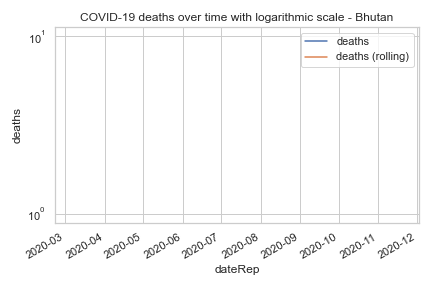 COVID-19 deaths over time with logarithmic scale - Bhutan
10¹
deaths
deaths (rolling)
deaths
10⁰
2020-03
2020-04
2020-05
2020-06
2020-07
2020-08
2020-09
2020-10
2020-11
2020-12
dateRep